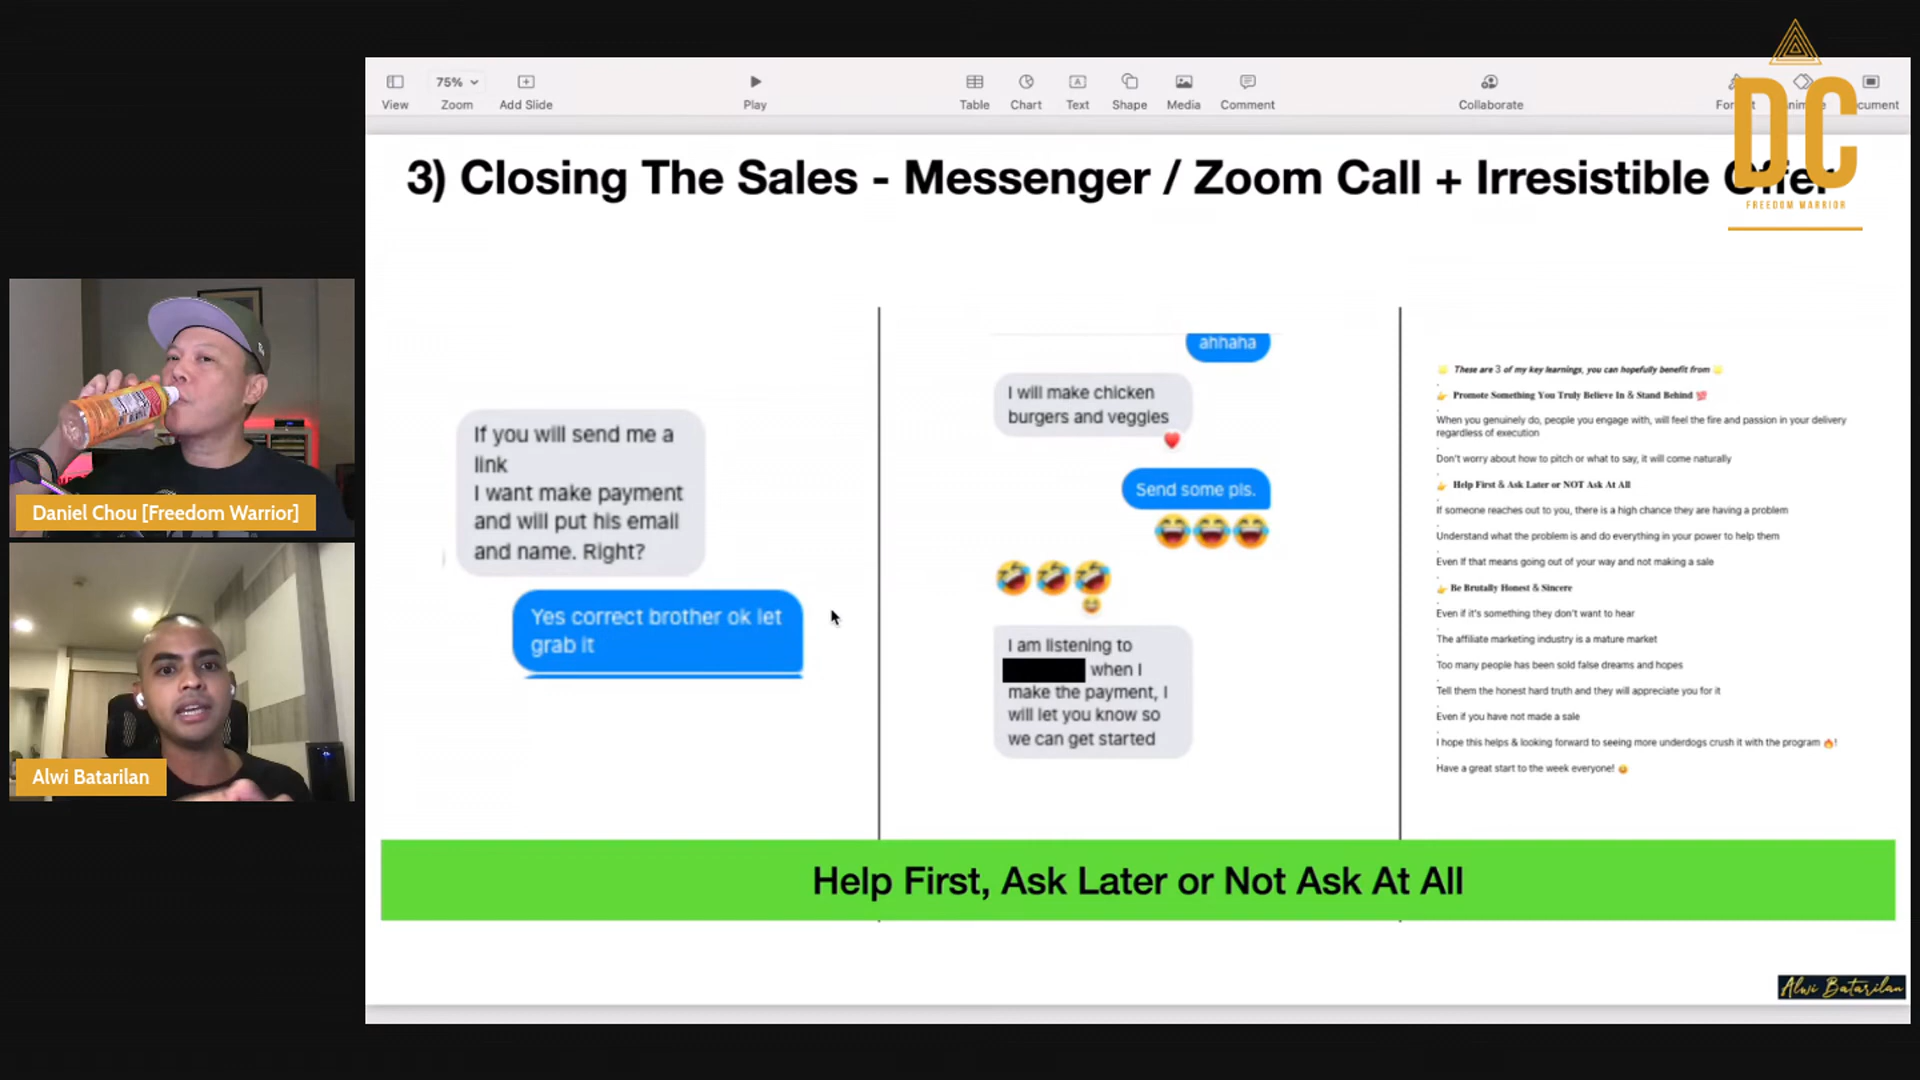 View
75%
Zoom
Add Slide
Play
Table
Chart
Text
Shape
Media
Comment
Collaborate
DC
FREEDOM WARRIOR
3) Closing The Sales - Messenger / Zoom Call + Irresistible Offer
If you will send me a
link
I want make payment
and will put his email
and name. Right?
Yes correct brother ok let
grab it
ahhaha
I will make chicken
burgers and veggies
Send some pls.
I am listening to
when I
make the payment, I
will let you know so
we can get started
These are 3 of my key learnings, you can hopefully benefit from
.
Promote Something You Truly Believe In & Stand Behind 💯
.
When you genuinely do, people you engage with, will feel the fire and passion in your delivery
regardless of execution
.
Don't worry about how to pitch or what to say, it will come naturally
.
Help First & Ask Later or NOT Ask At All
.
If someone reaches out to you, there is a high chance they are having a problem
.
Understand what the problem is and do everything in your power to help them
.
Even If that means going out of your way and not making a sale
.
Be Brutally Honest & Sincere
.
Even if it's something they don't want to hear
.
The affiliate marketing industry is a mature market
.
Too many people has been sold false dreams and hopes
.
Tell them the honest hard truth and they will appreciate you for it
.
Even if you have not made a sale
.
I hope this helps & looking forward to seeing more underdogs crush it with the program 🔥!
.
Have a great start to the week everyone! 😄
Help First, Ask Later or Not Ask At All
Alwi Batarilan
Daniel Chou [Freedom Warrior]
Alwi Batarilan